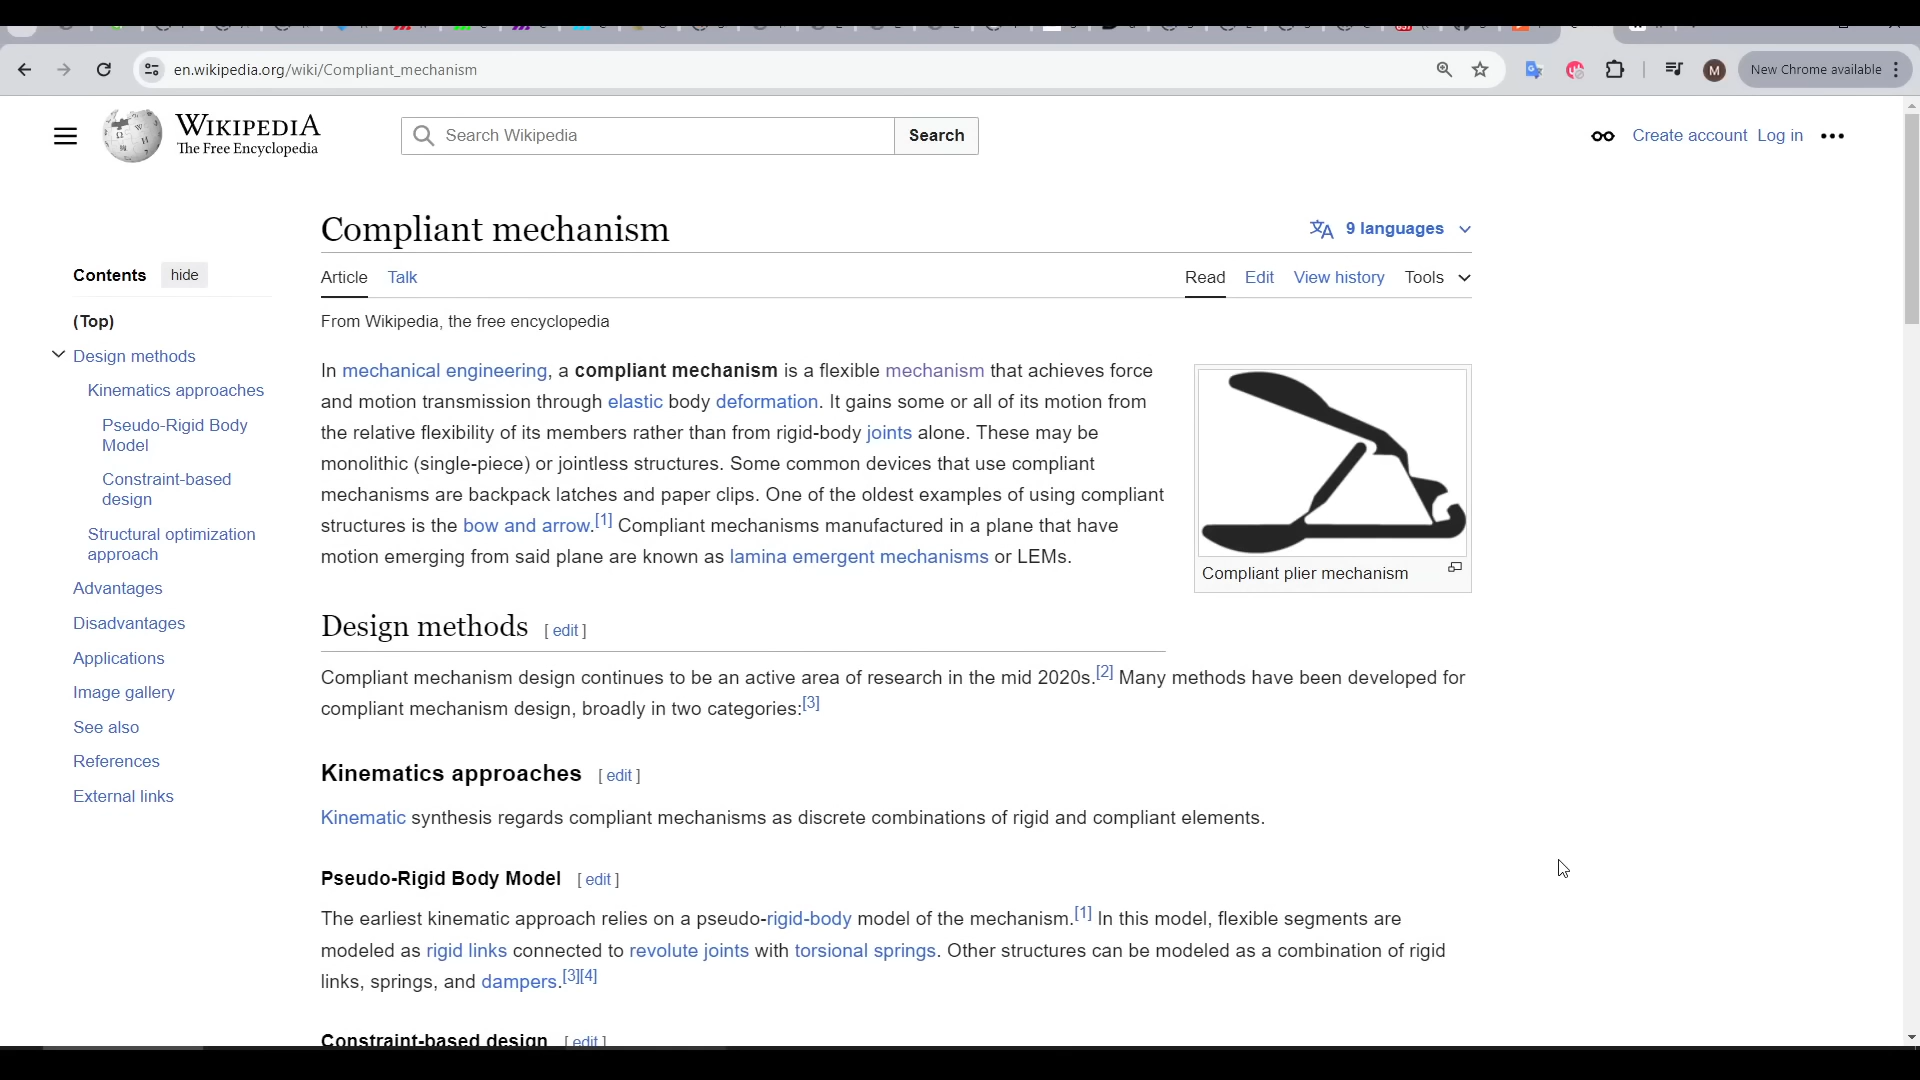 en.wikipedia.org/wiki/Compliant_mechanism
M
New Chrome available
WIKIPEDIA
The Free Encyclopedia
Search Wikipedia
Search
Create account
Log in
Compliant mechanism
9 languages
Contents
hide
(Top)
Design methods
Kinematics approaches
Pseudo-Rigid Body
Model
Constraint-based
design
Structural optimization
approach
Advantages
Disadvantages
Applications
Image gallery
See also
References
External links
Article
Talk
Read
Edit
View history
Tools
From Wikipedia, the free encyclopedia
In mechanical engineering, a compliant mechanism is a flexible mechanism that achieves force
and motion transmission through elastic body deformation. It gains some or all of its motion from
the relative flexibility of its members rather than from rigid-body joints alone. These may be
monolithic (single-piece) or jointless structures. Some common devices that use compliant
mechanisms are backpack latches and paper clips. One of the oldest examples of using compliant
structures is the bow and arrow.[1] Compliant mechanisms manufactured in a plane that have
motion emerging from said plane are known as lamina emergent mechanisms or LEMs.
Compliant plier mechanism
Design methods [ edit ]
Compliant mechanism design continues to be an active area of research in the mid 2020s.[2] Many methods have been developed for
compliant mechanism design, broadly in two categories:[3]
Kinematics approaches [ edit ]
Kinematic synthesis regards compliant mechanisms as discrete combinations of rigid and compliant elements.
Pseudo-Rigid Body Model [ edit ]
The earliest kinematic approach relies on a pseudo-rigid-body model of the mechanism.[1] In this model, flexible segments are
modeled as rigid links connected to revolute joints with torsional springs. Other structures can be modeled as a combination of rigid
links, springs, and dampers.[3][4]
Constraint-based design [ edit ]